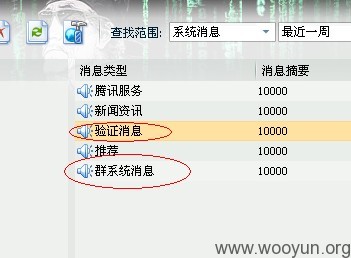 查找范围: 系统消息 最近一周
消息类型 消息摘要
腾讯服务 10000
新闻资讯 10000
验证消息 10000
推荐 10000
群系统消息 10000
www.wooyun.org